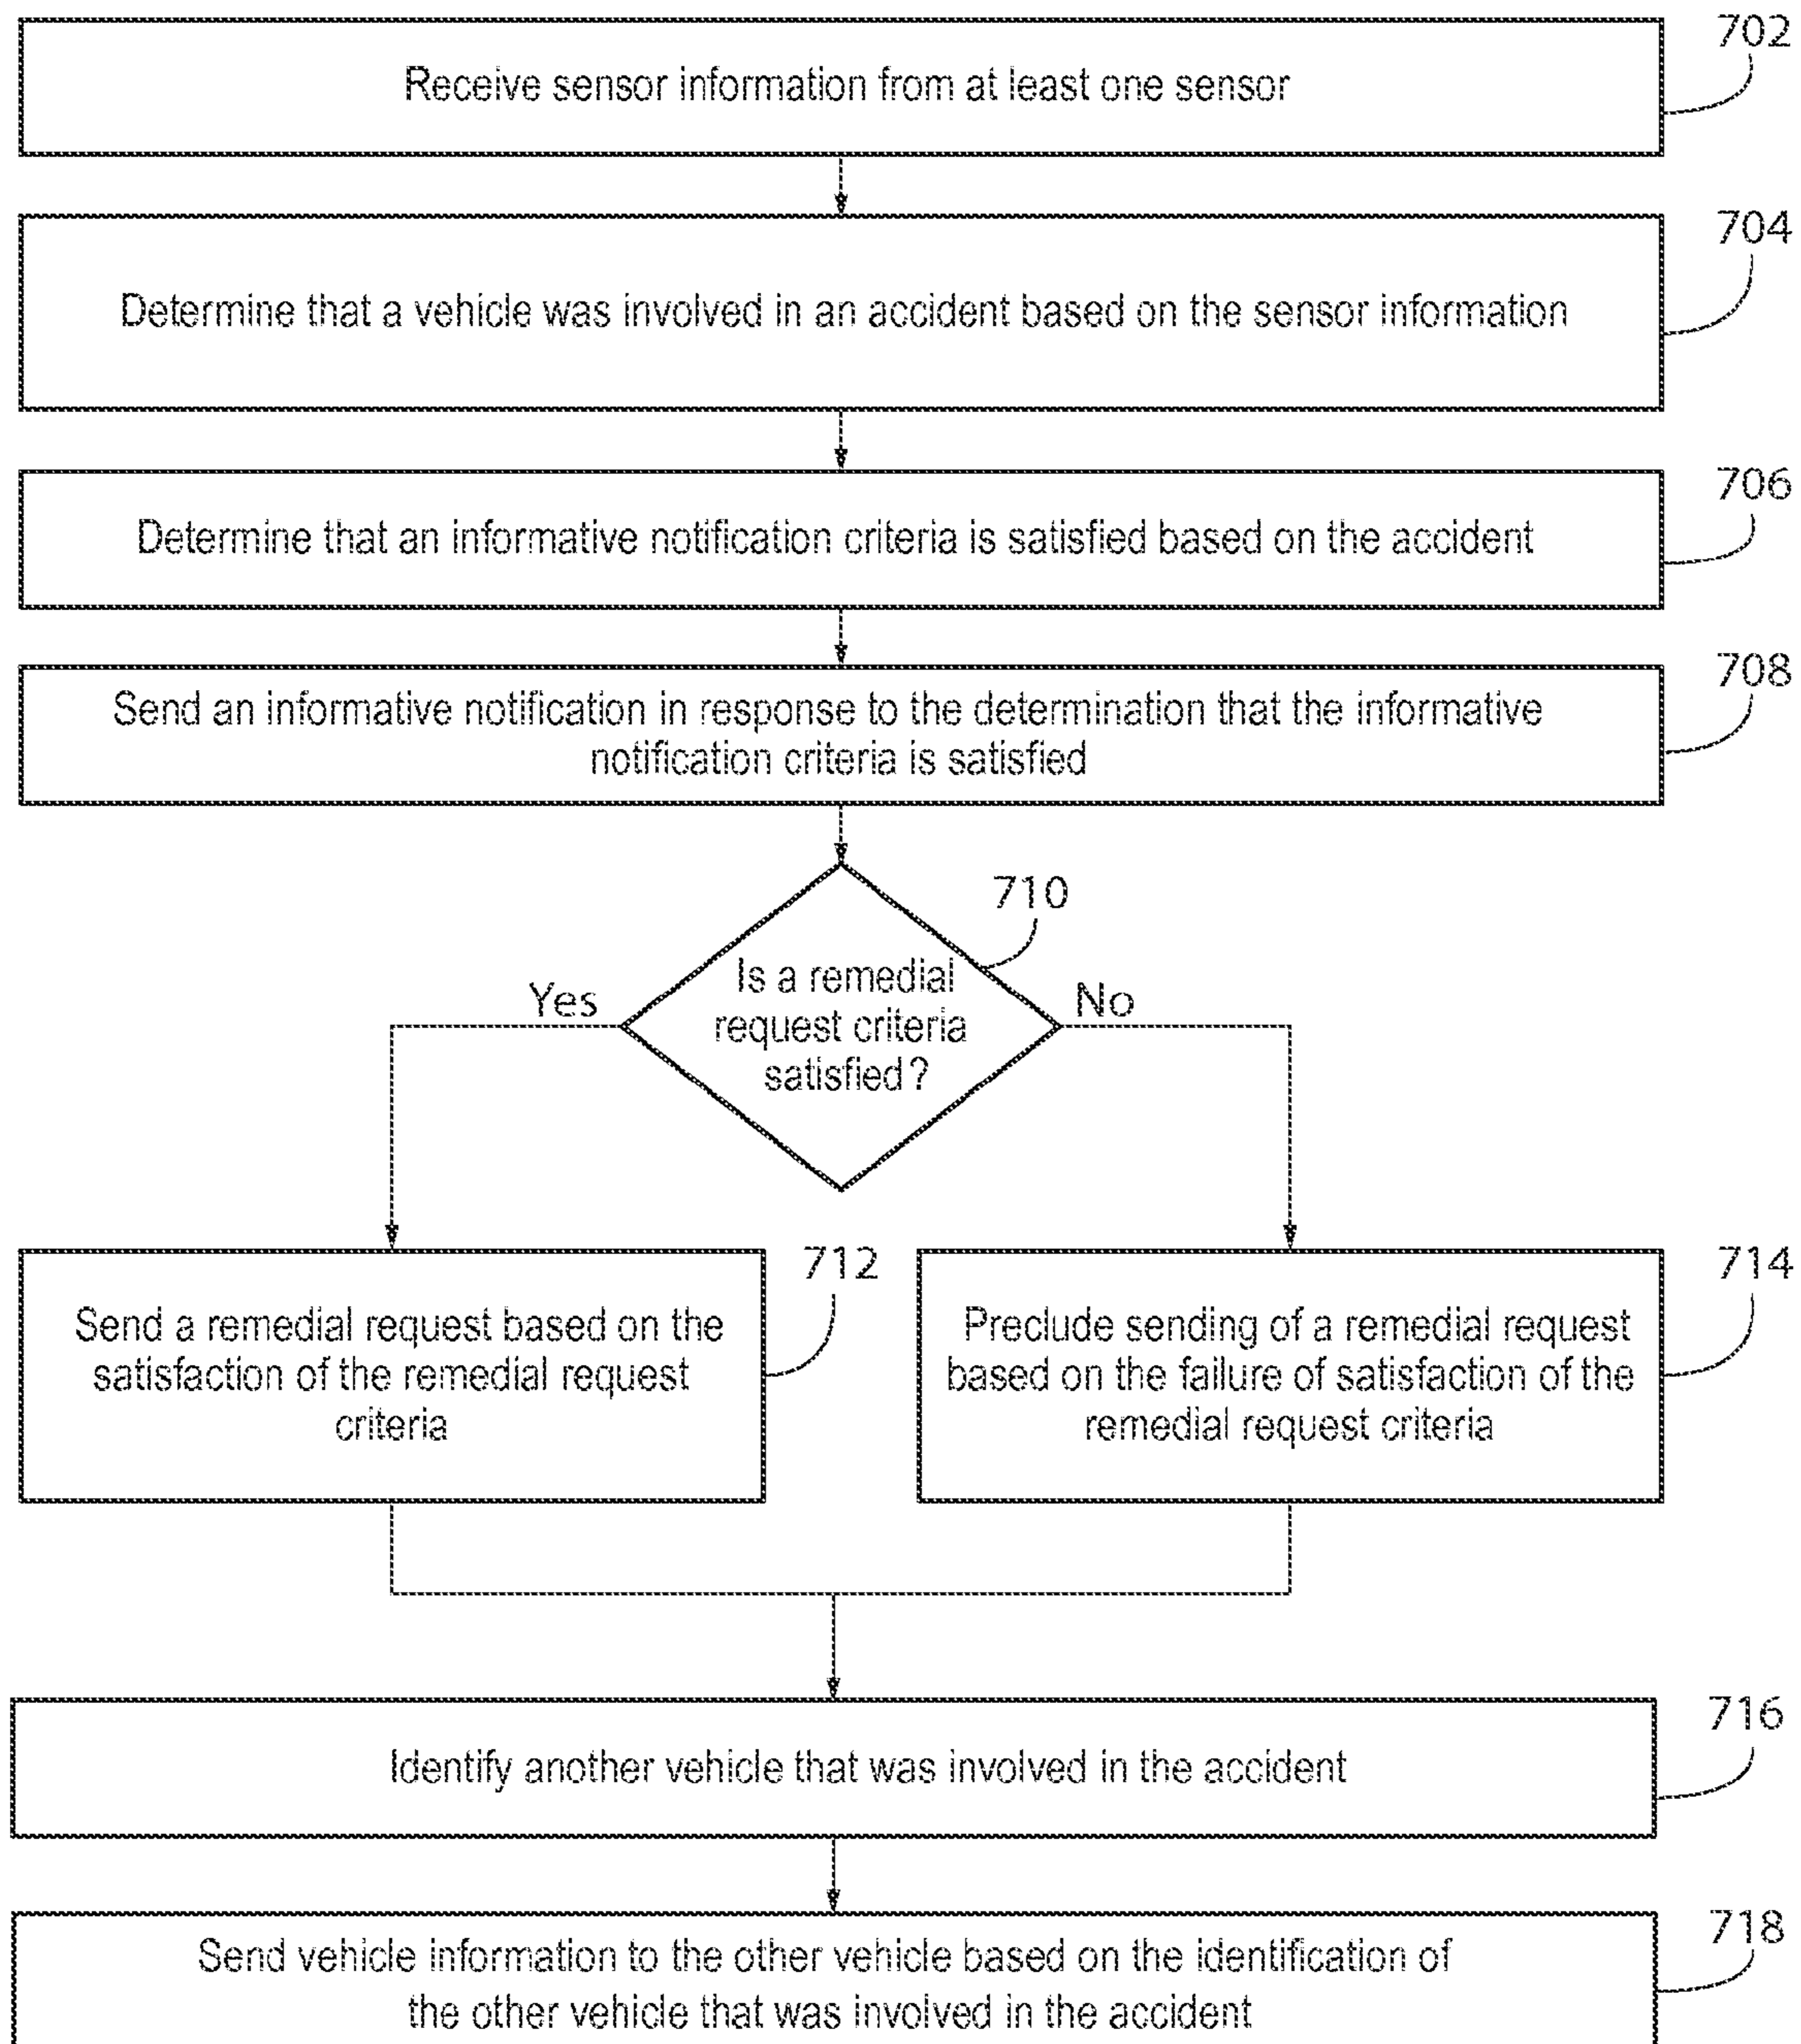 702
Receive sensor information from at least one sensor
704
Determine that a vehicle was involved in an accident based on the sensor information
706
Determine that an informative notification criteria is satisfied based on the accident
708
Send an informative notification in response to the determination that the informative
notification criteria is satisfied
710
Is a remedial
request criteria
satisfied?
Yes
No
712
Send a remedial request based on the
satisfaction of the remedial request
criteria
714
Preclude sending of a remedial request
based on the failure of satisfaction of the
remedial request criteria
716
Identify another vehicle that was involved in the accident
718
Send vehicle information to the other vehicle based on the identification of
the other vehicle that was involved in the accident